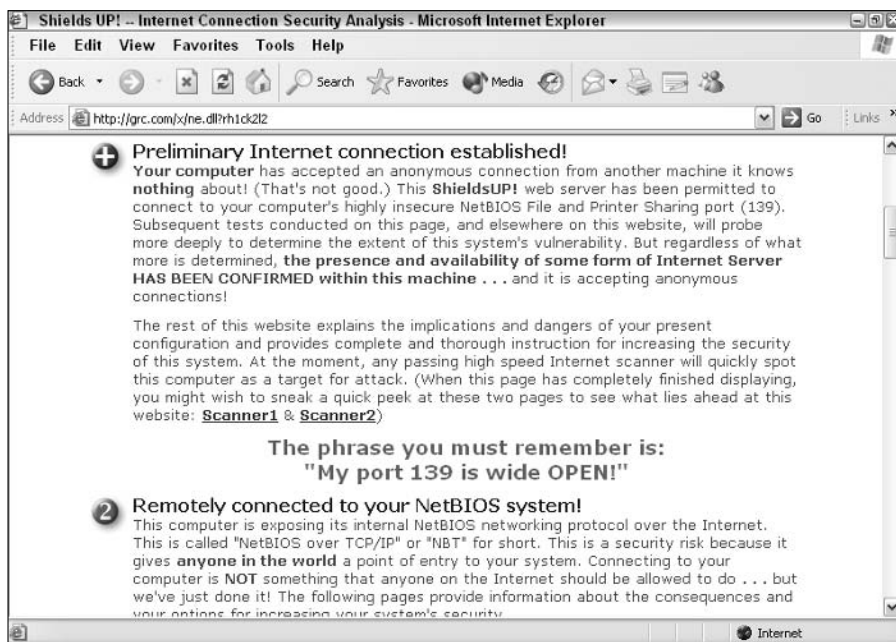 Shields UP! -- Internet Connection Security Analysis - Microsoft Internet Explorer
File Edit View Favorites Tools Help
Back Search Favorites Media
Address http://grc.com/x/ne.dll?rh1ck2l2 Go Links »
Preliminary Internet connection established!
Your computer has accepted an anonymous connection from another machine it knows
nothing about! (That's not good.) This ShieldsUP! web server has been permitted to
connect to your computer's highly insecure NetBIOS File and Printer Sharing port (139).
Subsequent tests conducted on this page, and elsewhere on this website, will probe
more deeply to determine the extent of this system's vulnerability. But regardless of what
more is determined, the presence and availability of some form of Internet Server
HAS BEEN CONFIRMED within this machine . . . and it is accepting anonymous
connections!
The rest of this website explains the implications and dangers of your present
configuration and provides complete and thorough instruction for increasing the security
of this system. At the moment, any passing high speed Internet scanner will quickly spot
this computer as a target for attack. (When this page has completely finished displaying,
you might wish to sneak a quick peek at these two pages to see what lies ahead at this
website: Scanner1 & Scanner2)
The phrase you must remember is:
"My port 139 is wide OPEN!"
2 Remotely connected to your NetBIOS system!
This computer is exposing its internal NetBIOS networking protocol over the Internet.
This is called "NetBIOS over TCP/IP" or "NBT" for short. This is a security risk because it
gives anyone in the world a point of entry to your system. Connecting to your
computer is NOT something that anyone on the Internet should be allowed to do . . . but
we've just done it! The following pages provide information about the consequences and
your options for increasing your system's security.
Internet